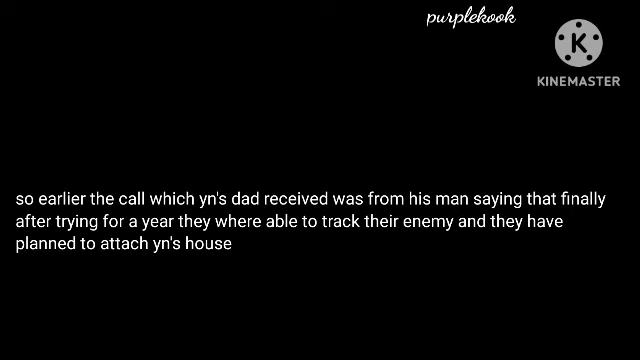 purplekook
K
KINEMASTER
so earlier the call which yn's dad received was from his man saying that finally
after trying for a year they where able to track their enemy and they have
planned to attach yn's house